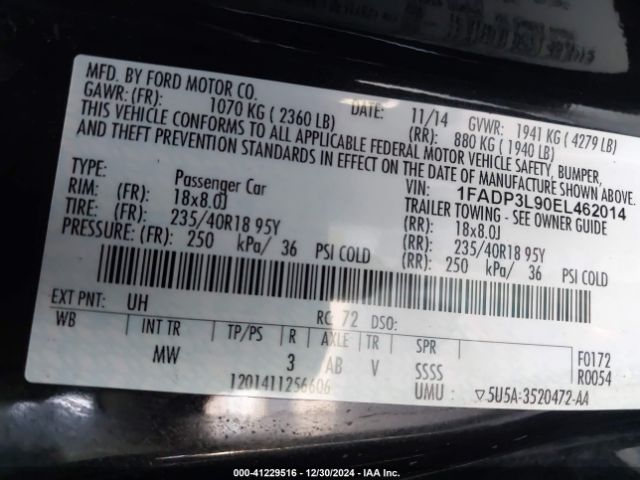 MFD. BY FORD MOTOR CO.
DATE: 11/14 GVWR: 1941 KG ( 4279 LB)
GAWR: (FR): 1070 KG ( 2360 LB) (RR): 880 KG ( 1940 LB)
THIS VEHICLE CONFORMS TO ALL APPLICABLE FEDERAL MOTOR VEHICLE SAFETY, BUMPER,
AND THEFT PREVENTION STANDARDS IN EFFECT ON THE DATE OF MANUFACTURE SHOWN ABOVE.
VIN: 1FADP3L90EL462014
TYPE: Passenger Car TRAILER TOWING - SEE OWNER GUIDE
RIM: (FR): 18x8.0J (RR): 18x8.0J
TIRE: (FR): 235/40R18 95Y (RR): 235/40R18 95Y
PRESSURE: (FR): 250 kPa/ 36 PSI COLD (RR): 250 kPa/ 36 PSI COLD
EXT PNT: UH RC: 72 DSO:
WB INT TR TP/PS R AXLE TR SPR F0172
MW 3 AB V SSSS R0054
1201411256606 UMU: ▽5U5A-3520472-AA
000-41229516 - 12/30/2024 - IAA Inc.